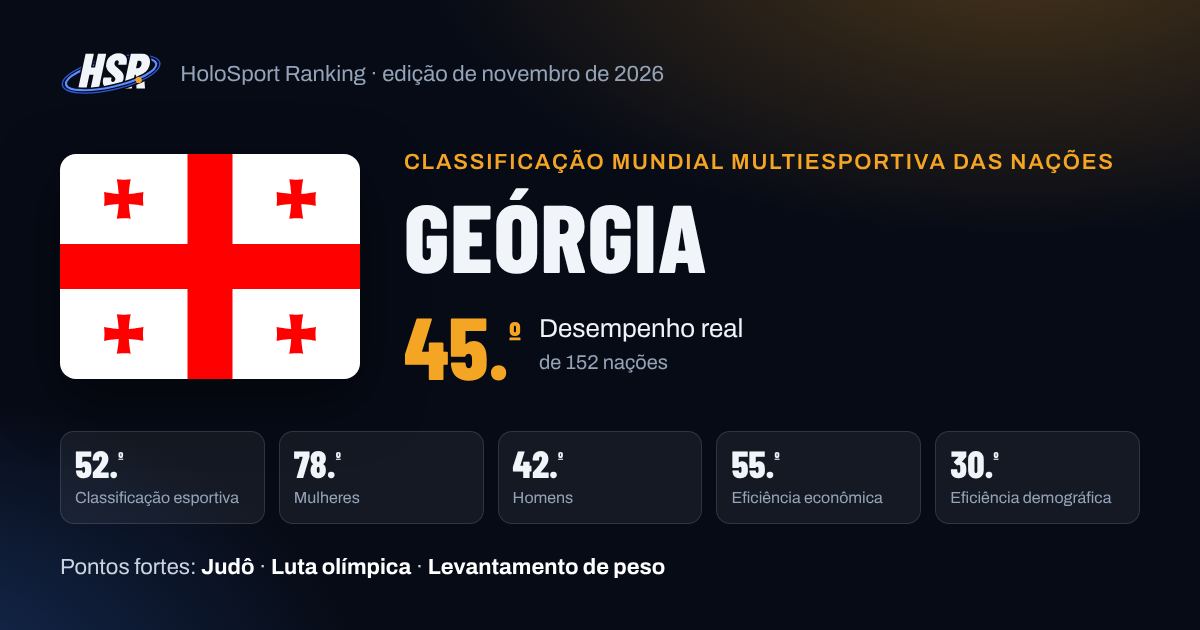 HSR
HoloSport Ranking · edição de novembro de 2026
CLASSIFICAÇÃO MUNDIAL MULTIESPORTIVA DAS NAÇÕES
GEÓRGIA
45.º
Desempenho real
de 152 nações
52.º
Classificação esportiva
78.º
Mulheres
42.º
Homens
55.º
Eficiência econômica
30.º
Eficiência demográfica
Pontos fortes: Judô · Luta olímpica · Levantamento de peso